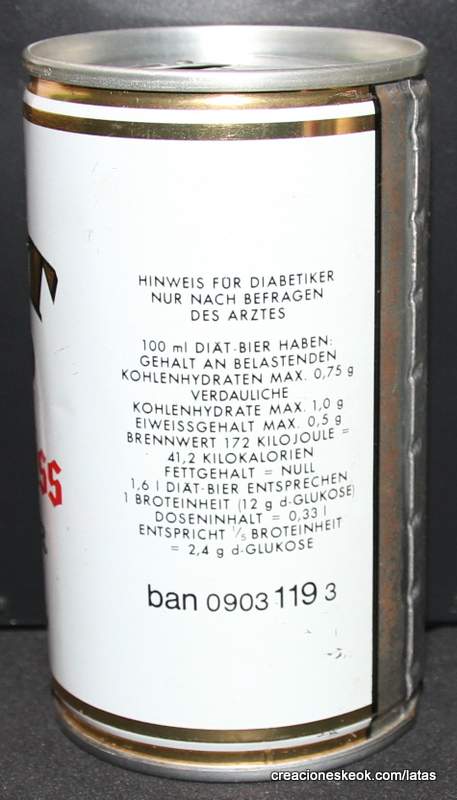 T
SS
HINWEIS FÜR DIABETIKER
NUR NACH BEFRAGEN
DES ARZTES
100 ml DIÄT-BIER HABEN:
GEHALT AN BELASTENDEN
KOHLENHYDRATEN MAX. 0,75 g
VERDAULICHE
KOHLENHYDRATE MAX. 1,0 g
EIWEISSGEHALT MAX. 0,5 g
BRENNWERT 172 KILOJOULE =
41,2 KILOKALORIEN
FETTGEHALT = NULL
1,6 l DIÄT-BIER ENTSPRECHEN
1 BROTEINHEIT (12 g d-GLUKOSE)
DOSENINHALT = 0,33 l
ENTSPRICHT 1/5 BROTEINHEIT
= 2,4 g d-GLUKOSE
ban 0903 119 3
creacioneskeok.com/latas